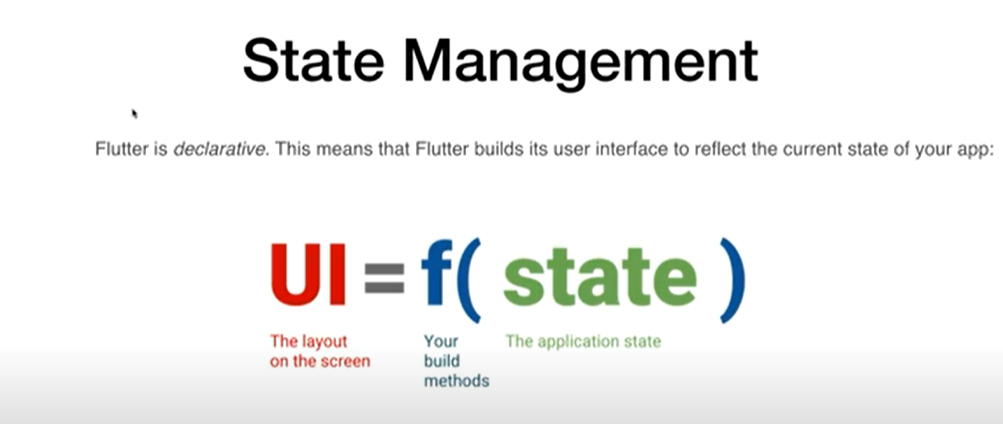 State Management
Flutter is declarative. This means that Flutter builds its user interface to reflect the current state of your app:
UI = f( state )
The layout
on the screen
Your
build
methods
The application state